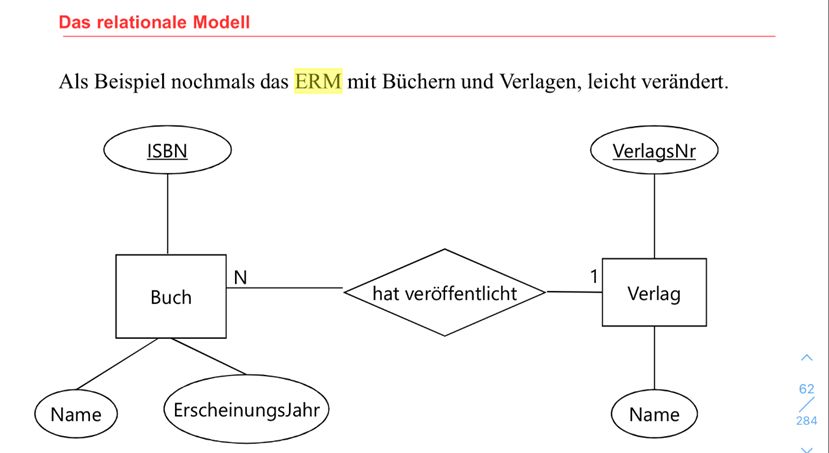 Das relationale Modell
Als Beispiel nochmals das ERM mit Büchern und Verlagen, leicht verändert.
ISBN
VerlagsNr
N
1
Buch
hat veröffentlicht
Verlag
Name
ErscheinungsJahr
Name
62
284